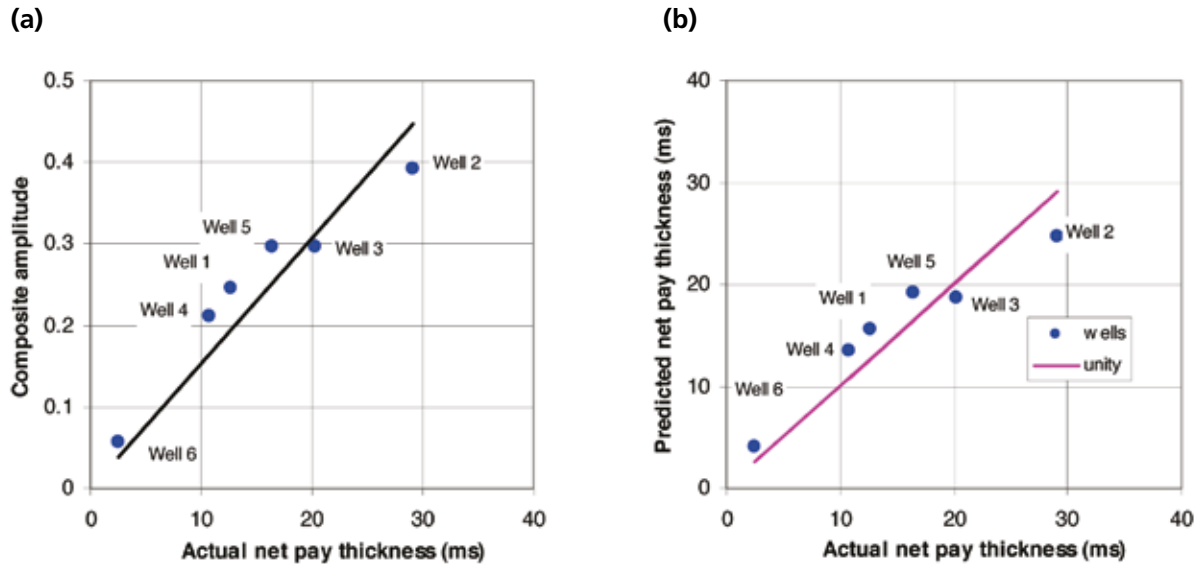 (a)
0.5
0.4
0.3
0.2
0.1
0
Composite amplitude
Well 2
Well 5
Well 3
Well 1
Well 4
Well 6
0 10 20 30 40
Actual net pay thickness (ms)
(b)
40
30
20
10
0
Predicted net pay thickness (ms)
Well 2
Well 5
Well 1
Well 3
Well 4
Well 6
w ells
unity
0 10 20 30 40
Actual net pay thickness (ms)